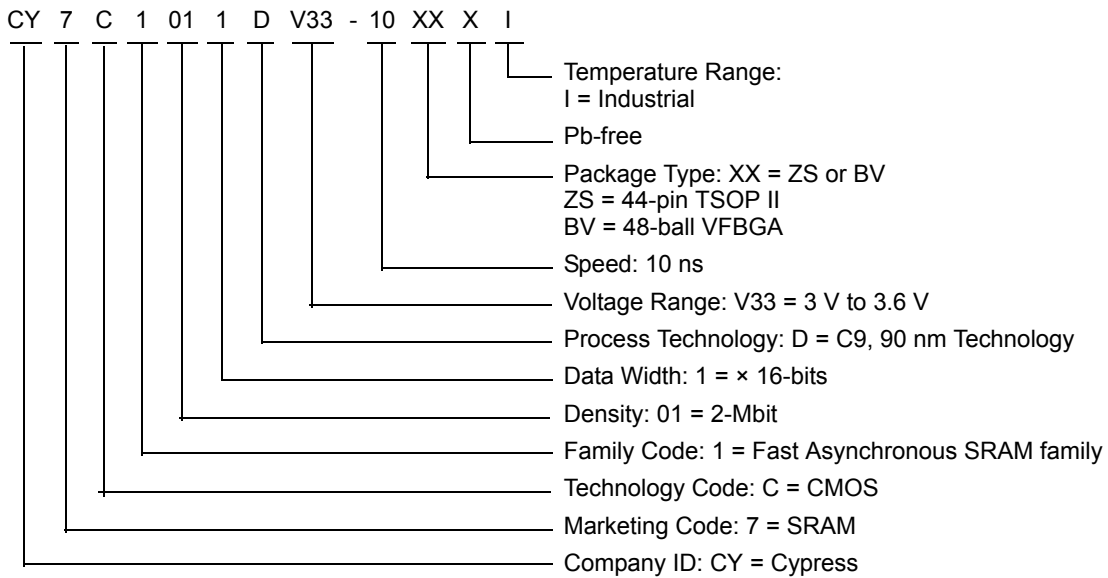 CY 7 C 1 01 1 D V33 - 10 XX X I
Temperature Range:
I = Industrial
Pb-free
Package Type: XX = ZS or BV
ZS = 44-pin TSOP II
BV = 48-ball VFBGA
Speed: 10 ns
Voltage Range: V33 = 3 V to 3.6 V
Process Technology: D = C9, 90 nm Technology
Data Width: 1 = × 16-bits
Density: 01 = 2-Mbit
Family Code: 1 = Fast Asynchronous SRAM family
Technology Code: C = CMOS
Marketing Code: 7 = SRAM
Company ID: CY = Cypress